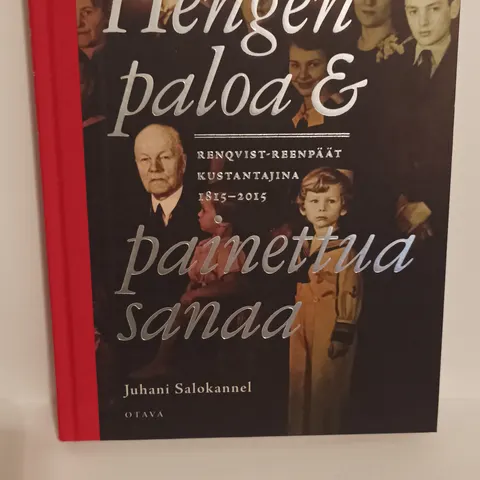 Hengen
paloa &
RENQVIST-REENPÄÄT
KUSTANTAJINA
1815–2015
painettua
sanaa
Juhani Salokannel
OTAVA